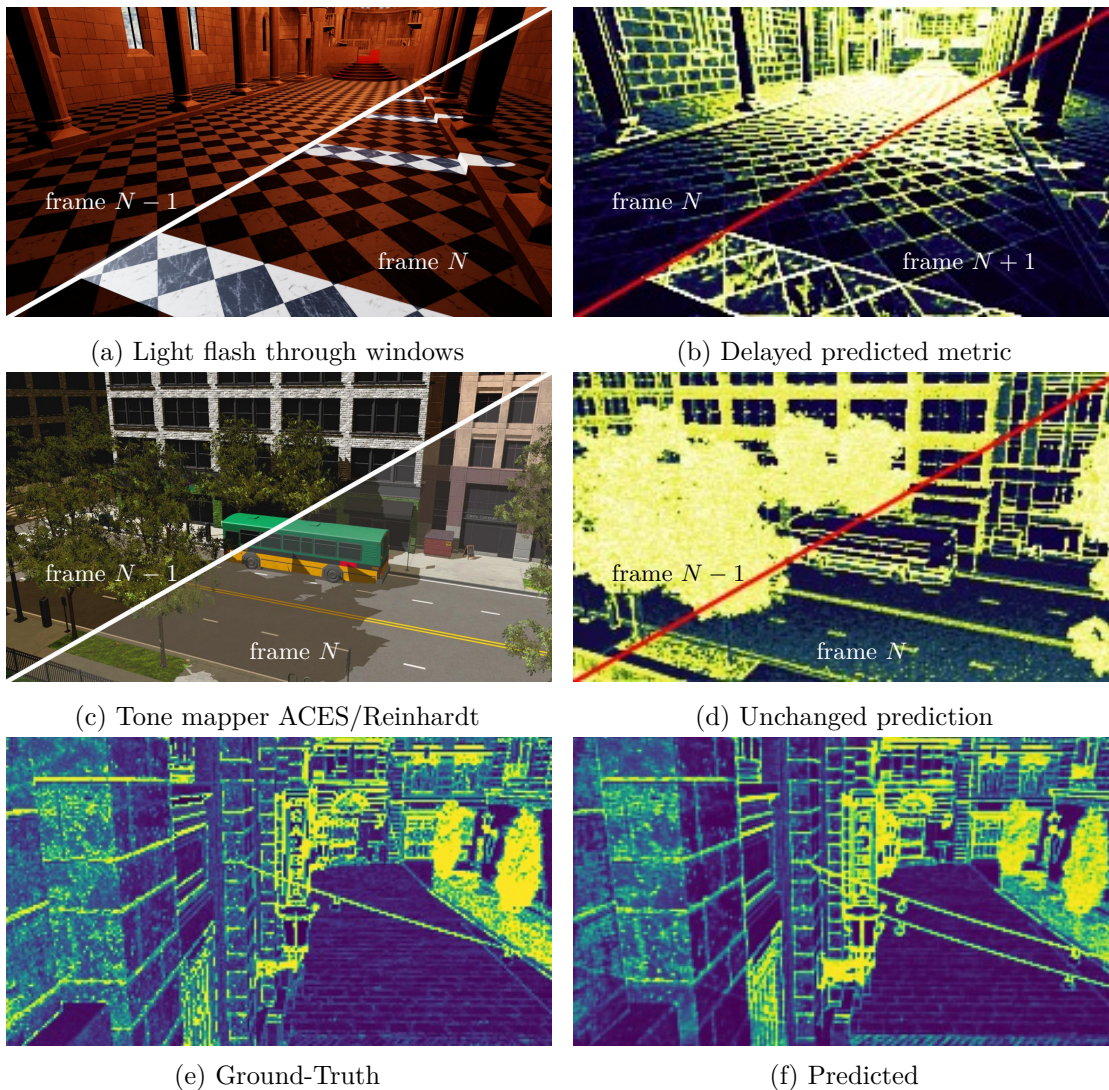 frame N − 1
frame N
frame N
frame N + 1
(a) Light flash through windows
(b) Delayed predicted metric
frame N − 1
frame N
frame N − 1
frame N
(c) Tone mapper ACES/Reinhardt
(d) Unchanged prediction
(e) Ground-Truth
(f) Predicted